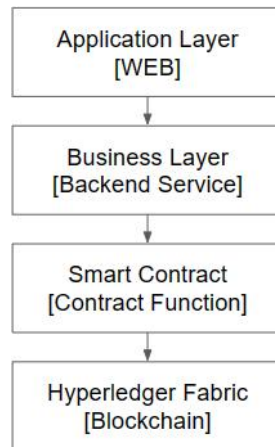 Application Layer
[WEB]
Business Layer
[Backend Service]
Smart Contract
[Contract Function]
Hyperledger Fabric
[Blockchain]